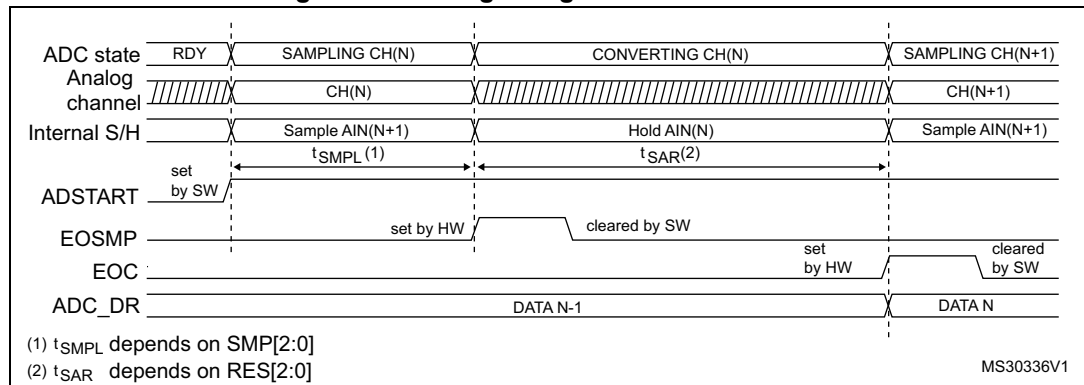 ADC state RDY SAMPLING CH(N) CONVERTING CH(N) SAMPLING CH(N+1)
Analog channel CH(N) CH(N+1)
Internal S/H Sample AIN(N+1) Hold AIN(N) Sample AIN(N+1)
tSMPL(1) tSAR(2)
set
by SW
ADSTART
set by HW cleared by SW
EOSMP
set
by HW
cleared
by SW
EOC
ADC_DR DATA N-1 DATA N
(1) tSMPL depends on SMP[2:0]
(2) tSAR depends on RES[2:0]
MS30336V1